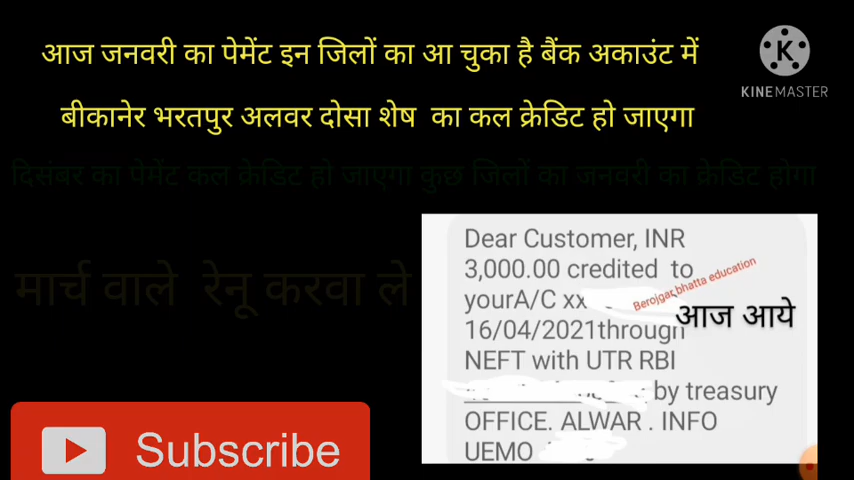 आज जनवरी का पेमेंट इन जिलों का आ चुका है बैंक अकाउंट में
KINEMASTER
बीकानेर भरतपुर अलवर दोसा शेष का कल क्रेडिट हो जाएगा
दिसंबर का पेमेंट कल क्रेडिट हो जाएगा कुछ जिलों का जनवरी का क्रेडिट होगा
मार्च वाले रेनू करवा ले
Dear Customer, INR
3,000.00 credited to
yourA/C xx
Berojgar bhatta education
आज आये
16/04/2021through
NEFT with UTR RBI
by treasury
OFFICE. ALWAR . INFO
UEMO
Subscribe